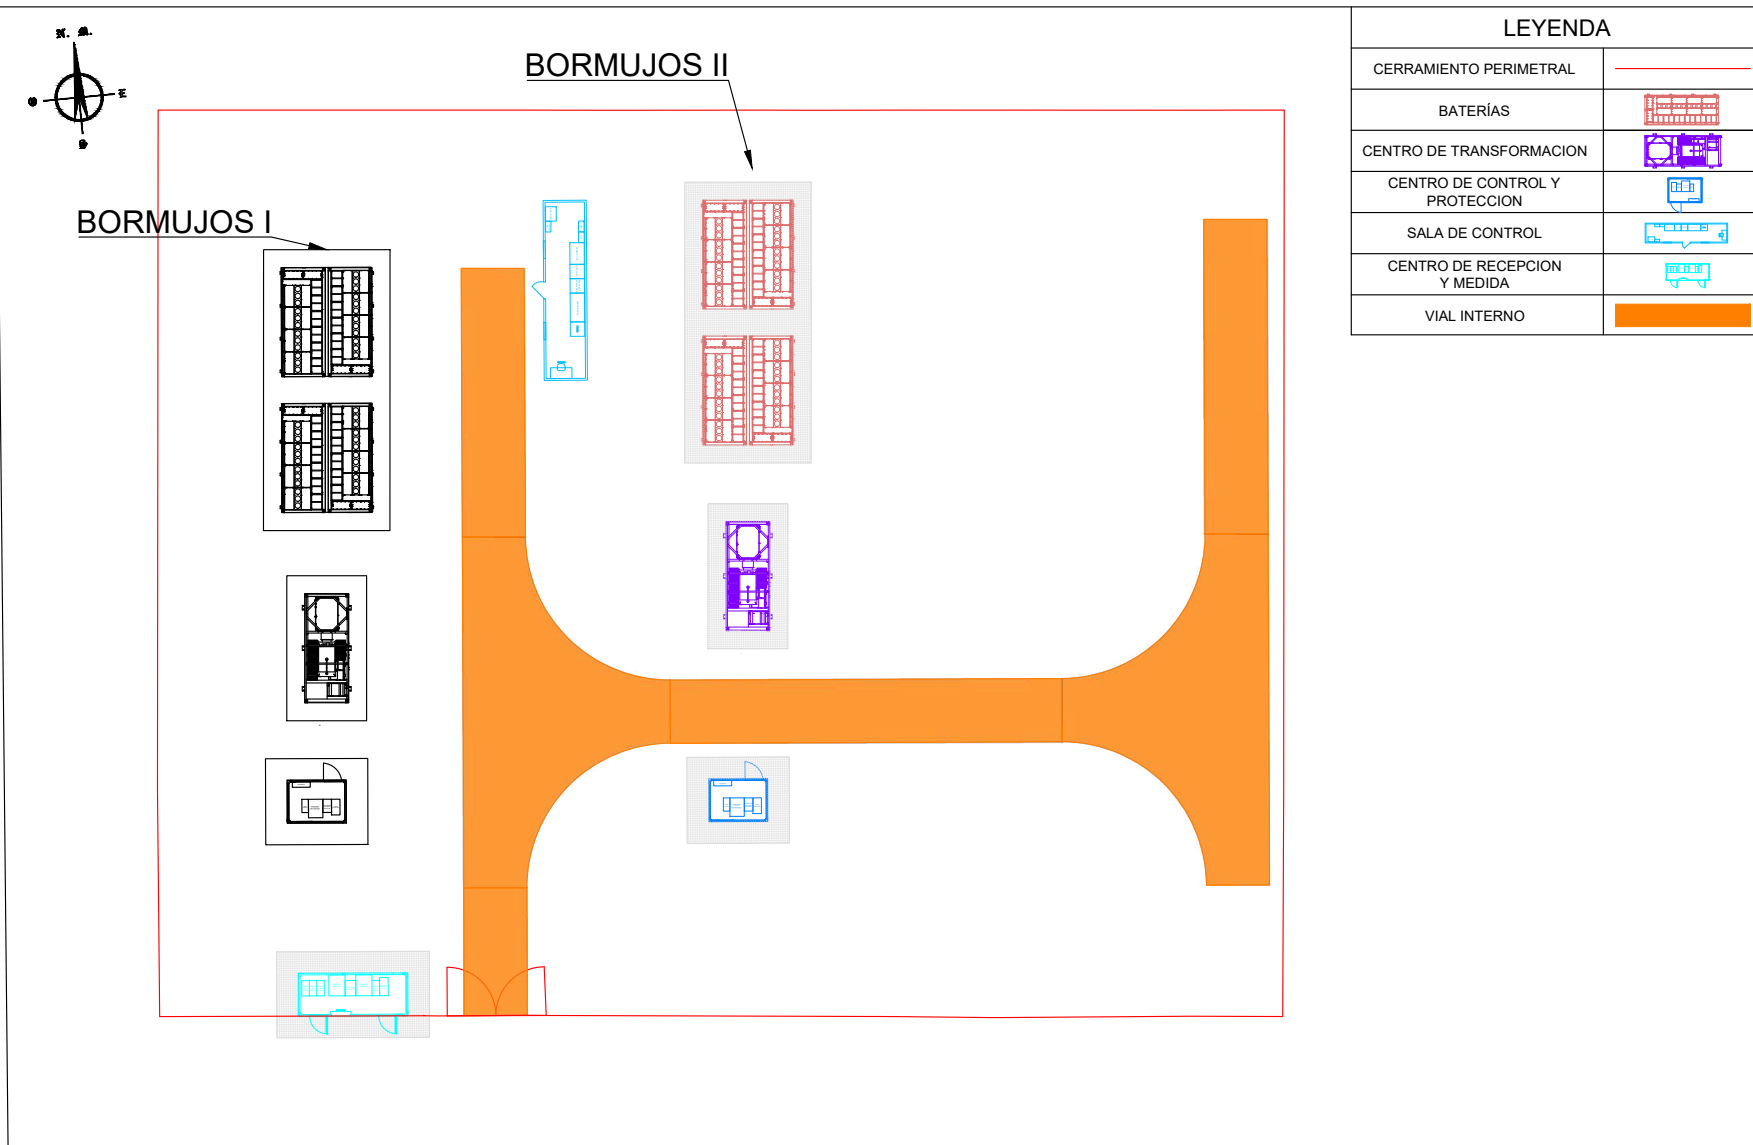 N. M.
E
BORMUJOS II
BORMUJOS I
LEYENDA
CERRAMIENTO PERIMETRAL
BATERÍAS
CENTRO DE TRANSFORMACION
CENTRO DE CONTROL Y
PROTECCION
SALA DE CONTROL
CENTRO DE RECEPCION
Y MEDIDA
VIAL INTERNO